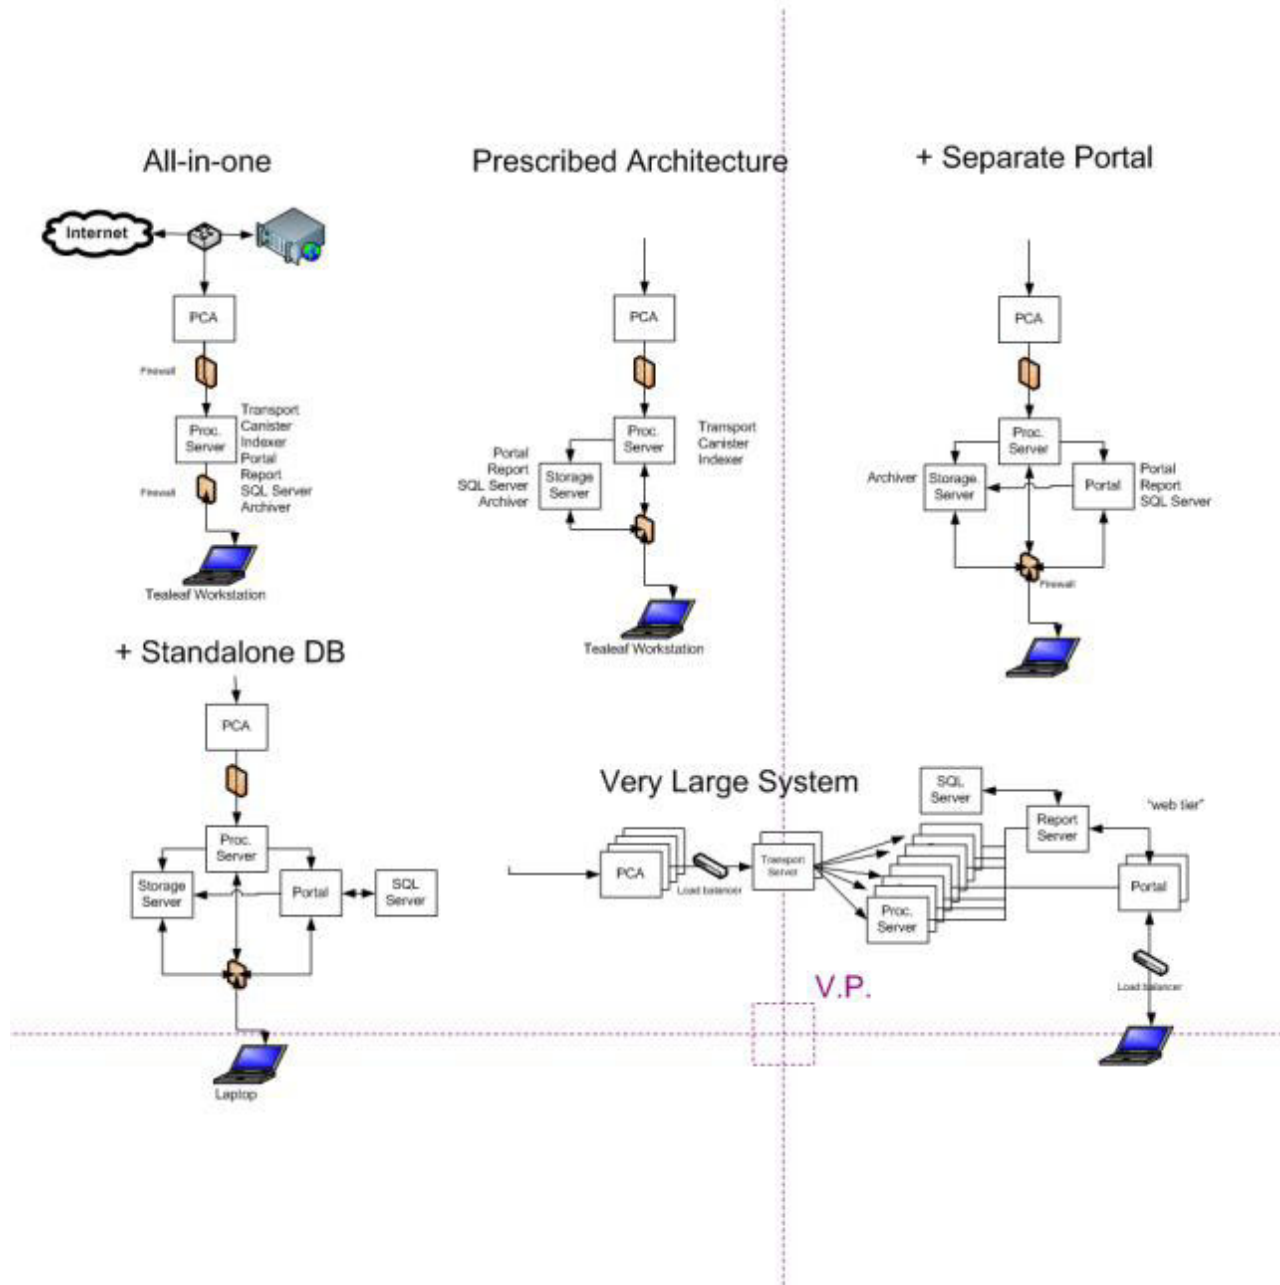 All-in-one
Internet
PCA
Firewall
Proc.
Server
Transport
Canister
Indexer
Portal
Report
SQL Server
Archiver
Firewall
Tealeaf Workstation
Prescribed Architecture
PCA
Proc.
Server
Transport
Canister
Indexer
Portal
Report
SQL Server
Archiver
Storage
Server
Tealeaf Workstation
+ Separate Portal
PCA
Proc.
Server
Archiver
Storage
Server
Portal
Portal
Report
SQL Server
Firewall
+ Standalone DB
PCA
Proc.
Server
Storage
Server
Portal
SQL
Server
Laptop
Very Large System
PCA
Load balancer
Transport
Server
Proc.
Server
SQL
Server
Report
Server
"web tier"
Portal
Load balancer
V.P.